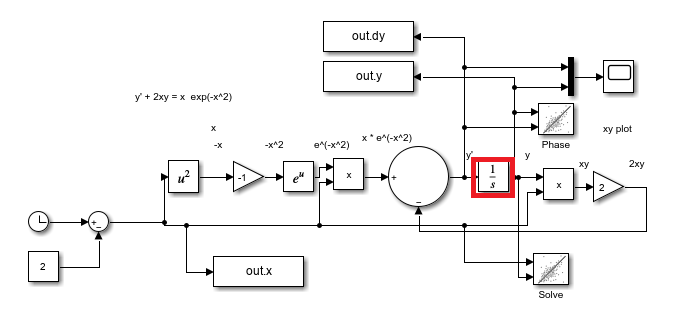 out.dy
out.y
y' + 2xy = x exp(-x^2)
Phase
xy plot
x
-x
-x^2
e^(-x^2)
x * e^(-x^2)
y'
y
xy
2xy
u²
-1
eᵘ
x
+
−
1
s
x
2
+
−
2
out.x
Solve